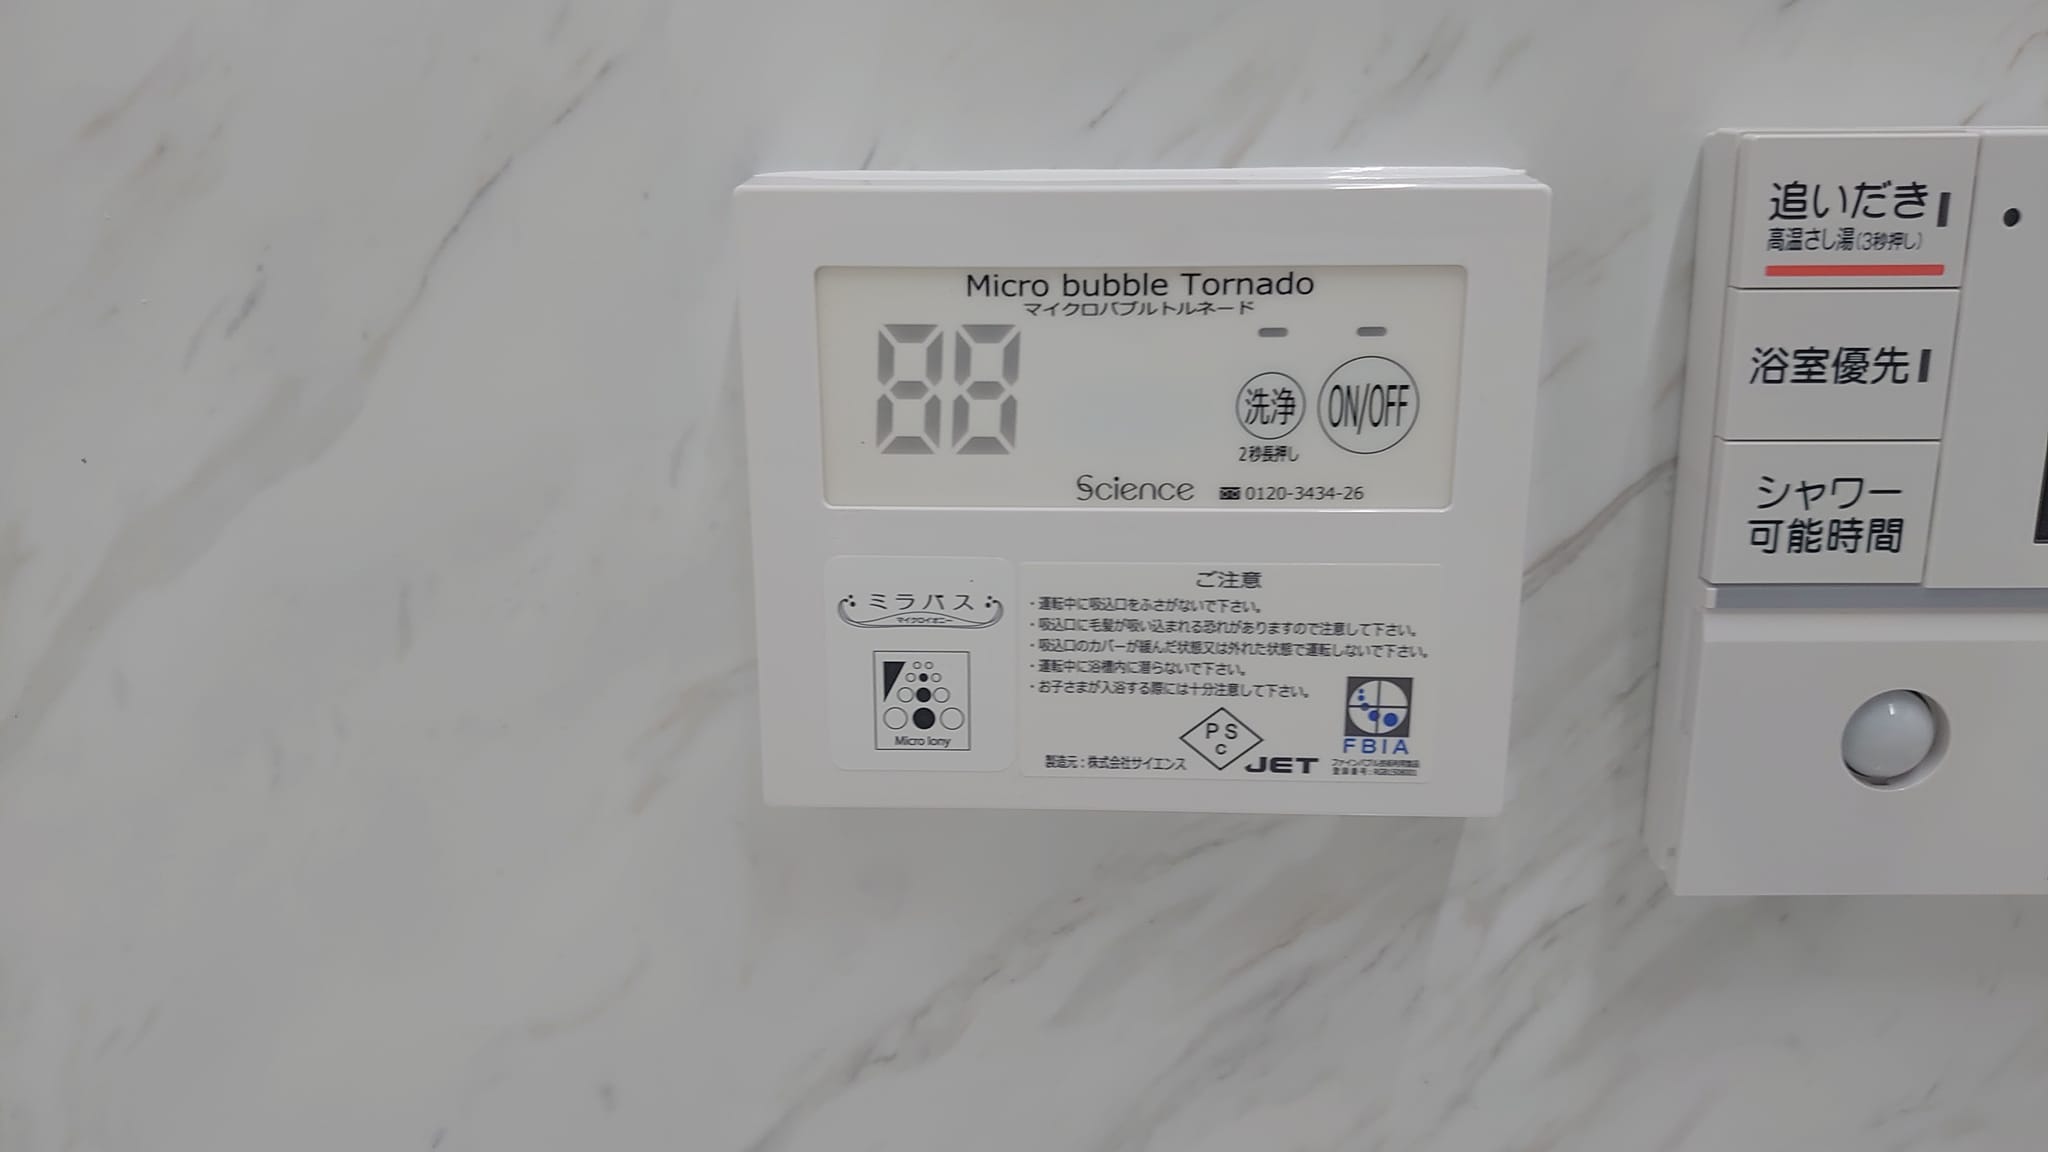 Micro bubble Tornado
マイクロバブルトルネード
88
洗浄
ON/OFF
2秒長押し
Science
0120-3434-26
ミラバス
マイクロイオニー
Micro Iony
ご注意
・運転中に吸込口をふさがないで下さい。
・吸込口に毛髪が吸い込まれる恐れがありますので注意して下さい。
・吸込口のカバーが緩んだ状態又は外れた状態で運転しないで下さい。
・運転中に浴槽内に潜らないで下さい。
・お子さまが入浴する際には十分注意して下さい。
製造元:株式会社サイエンス
PS
C
JET
FBIA
追いだき
高温さし湯(3秒押し)
浴室優先
シャワー
可能時間